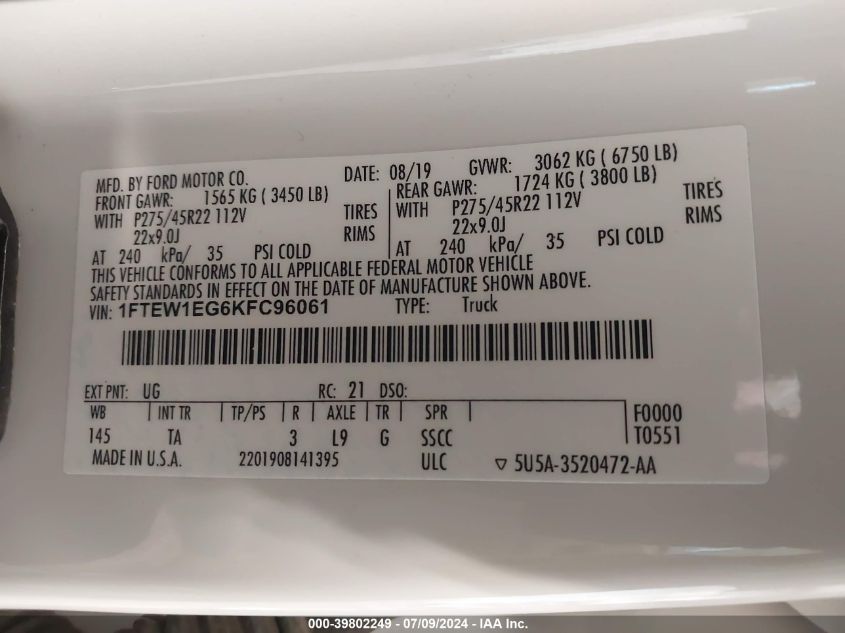 MFD. BY FORD MOTOR CO. DATE: 08/19 GVWR: 3062 KG ( 6750 LB)
FRONT GAWR: 1565 KG ( 3450 LB) REAR GAWR: 1724 KG ( 3800 LB)
WITH P275/45R22 112V TIRES WITH P275/45R22 112V TIRES
22x9.0J RIMS 22x9.0J RIMS
AT 240 kPa/ 35 PSI COLD AT 240 kPa/ 35 PSI COLD
THIS VEHICLE CONFORMS TO ALL APPLICABLE FEDERAL MOTOR VEHICLE
SAFETY STANDARDS IN EFFECT ON THE DATE OF MANUFACTURE SHOWN ABOVE.
VIN: 1FTEW1EG6KFC96061 TYPE: Truck
EXT PNT: UG RC: 21 DSO:
WB INT TR TP/PS R AXLE TR SPR F0000
145 TA 3 L9 G SSCC T0551
MADE IN U.S.A. 2201908141395 ULC ▽ 5U5A-3520472-AA
000-39802249 - 07/09/2024 - IAA Inc.